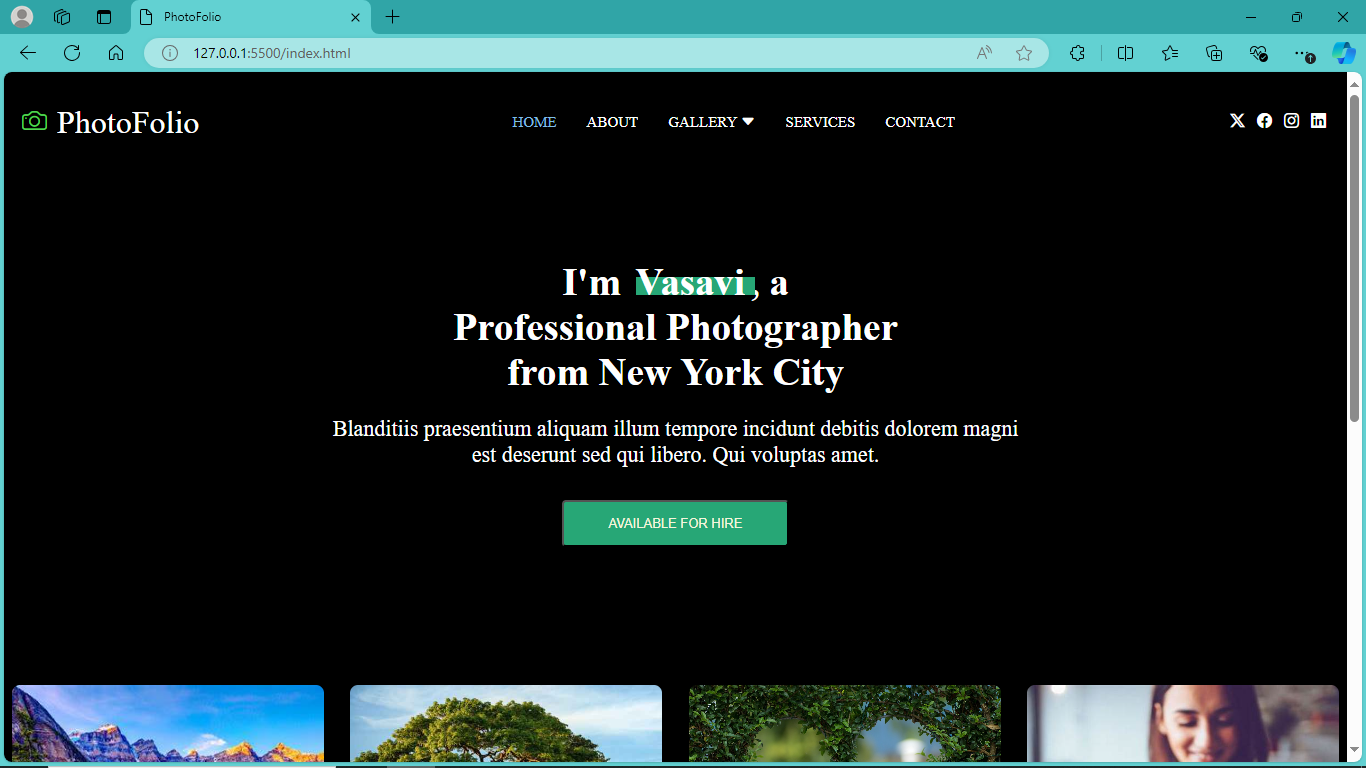 PhotoFolio
127.0.0.1:5500/index.html
PhotoFolio
HOME ABOUT GALLERY SERVICES CONTACT
I'm Vasavi, a
Professional Photographer
from New York City
Blanditiis praesentium aliquam illum tempore incidunt debitis dolorem magni
est deserunt sed qui libero. Qui voluptas amet.
AVAILABLE FOR HIRE